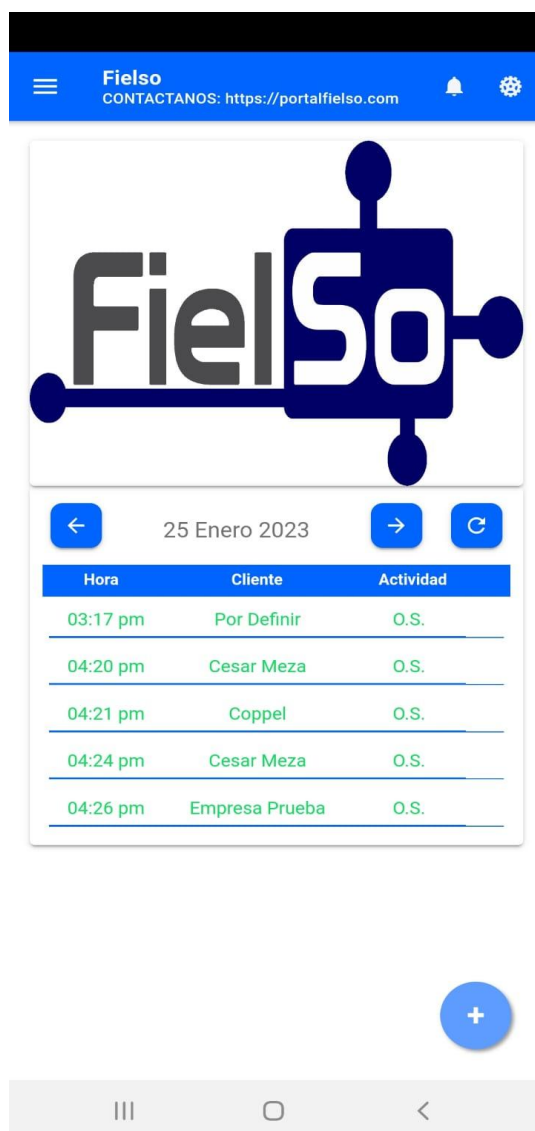 Fielso
CONTACTANOS: https://portalfielso.com
FielSo
25 Enero 2023
Hora Cliente Actividad
03:17 pm Por Definir O.S.
04:20 pm Cesar Meza O.S.
04:21 pm Coppel O.S.
04:24 pm Cesar Meza O.S.
04:26 pm Empresa Prueba O.S.